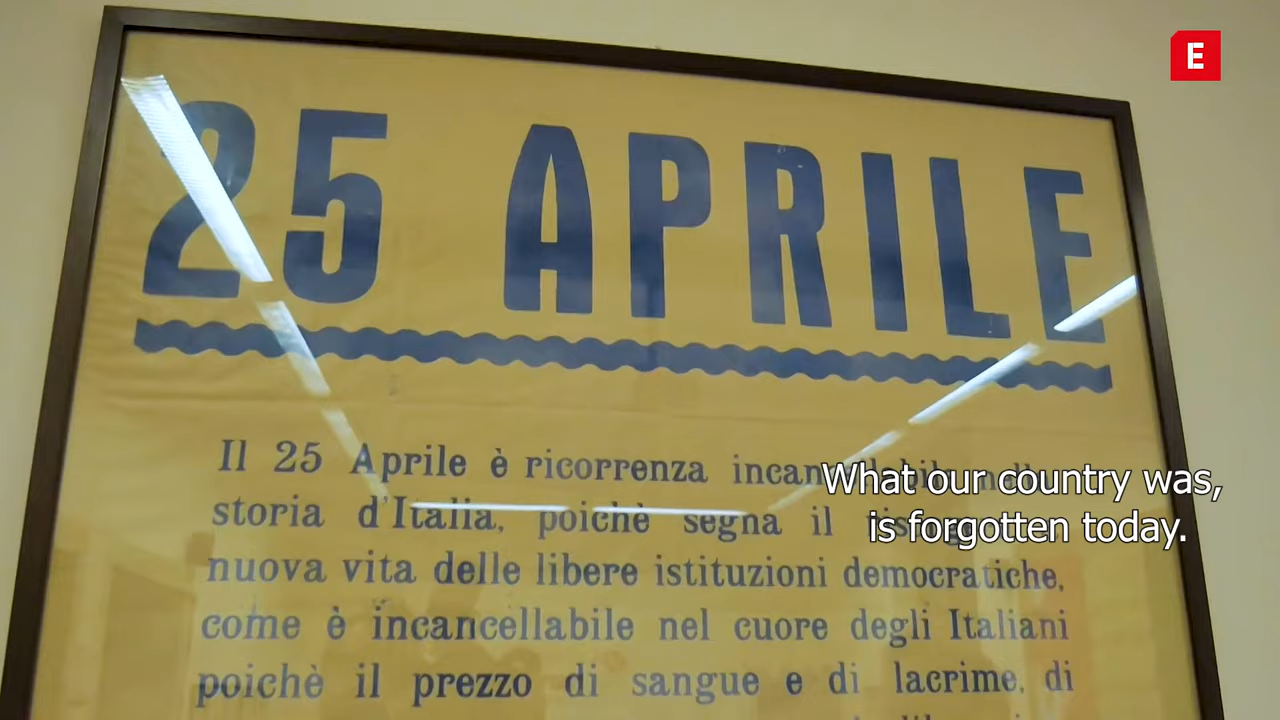 E
25 APRILE
Il 25 Aprile è ricorrenza
What our country was,
storia d'Italia, poichè segna il
is forgotten today.
nuova vita delle libere istituzioni democratiche,
come è incancellabile nel cuore degli Italiani
poichè il prezzo di sangue e di lacrime, di